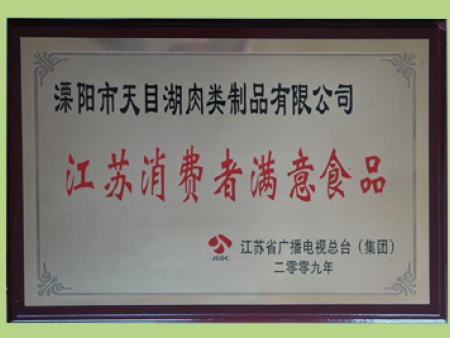 溧阳市天目湖肉类制品有限公司
江苏消费者满意食品
JSBC
江苏省广播电视总台（集团）
二零零九年